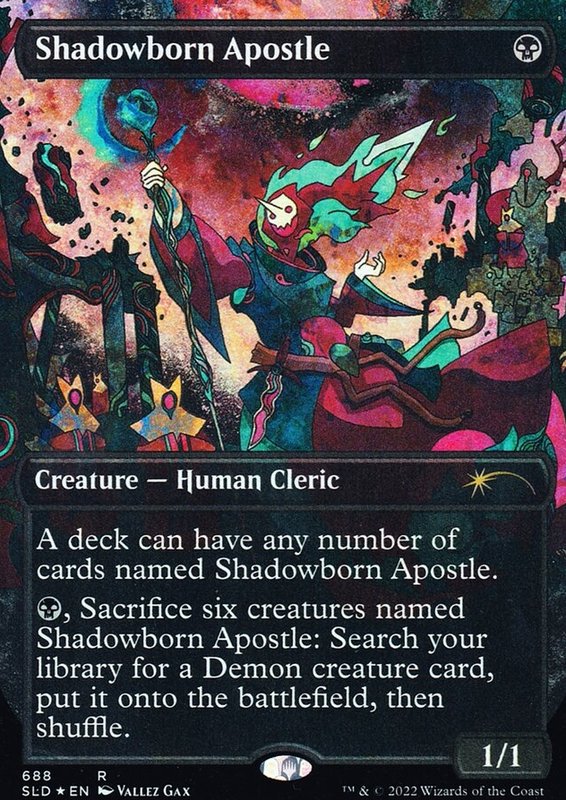 Shadowborn Apostle
Creature — Human Cleric
A deck can have any number of
cards named Shadowborn Apostle.
, Sacrifice six creatures named
Shadowborn Apostle: Search your
library for a Demon creature card,
put it onto the battlefield, then
shuffle.
1/1
688 R
SLD ★ EN Vallez Gax
™ & © 2022 Wizards of the Coast